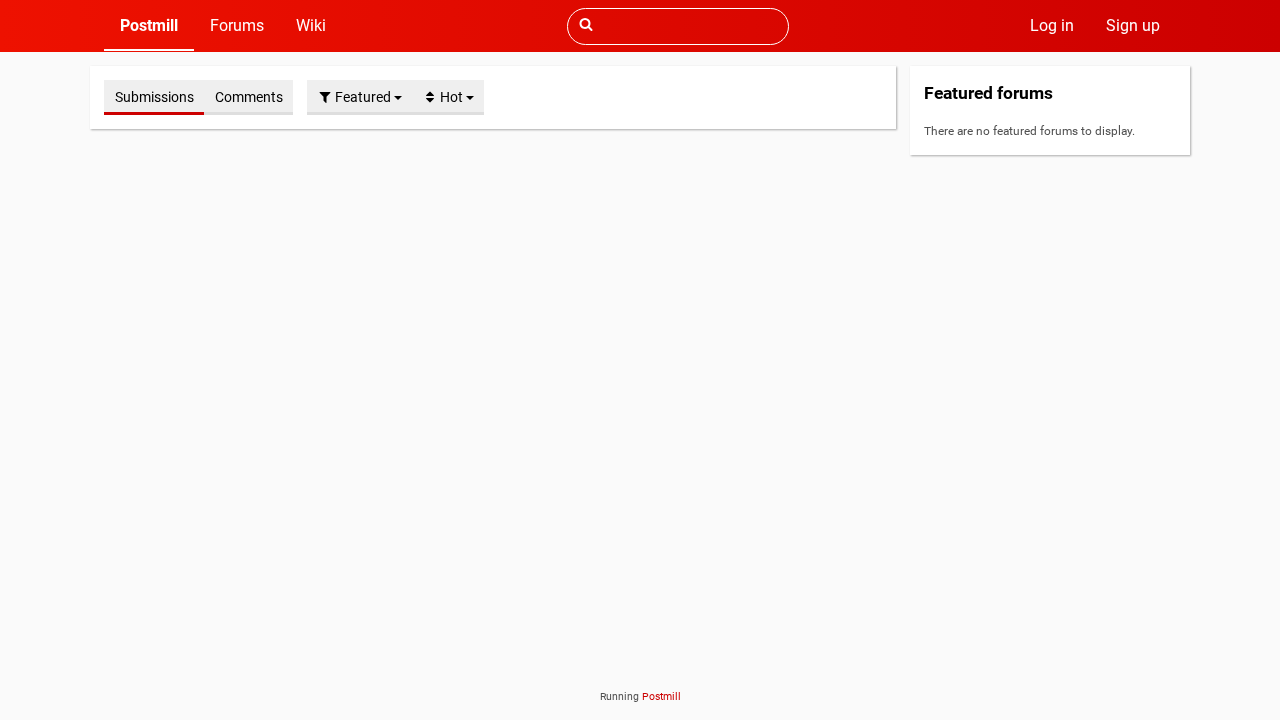 Postmill Forums Wiki Log in Sign up
Submissions Comments Featured Hot
Featured forums
There are no featured forums to display.
Running Postmill